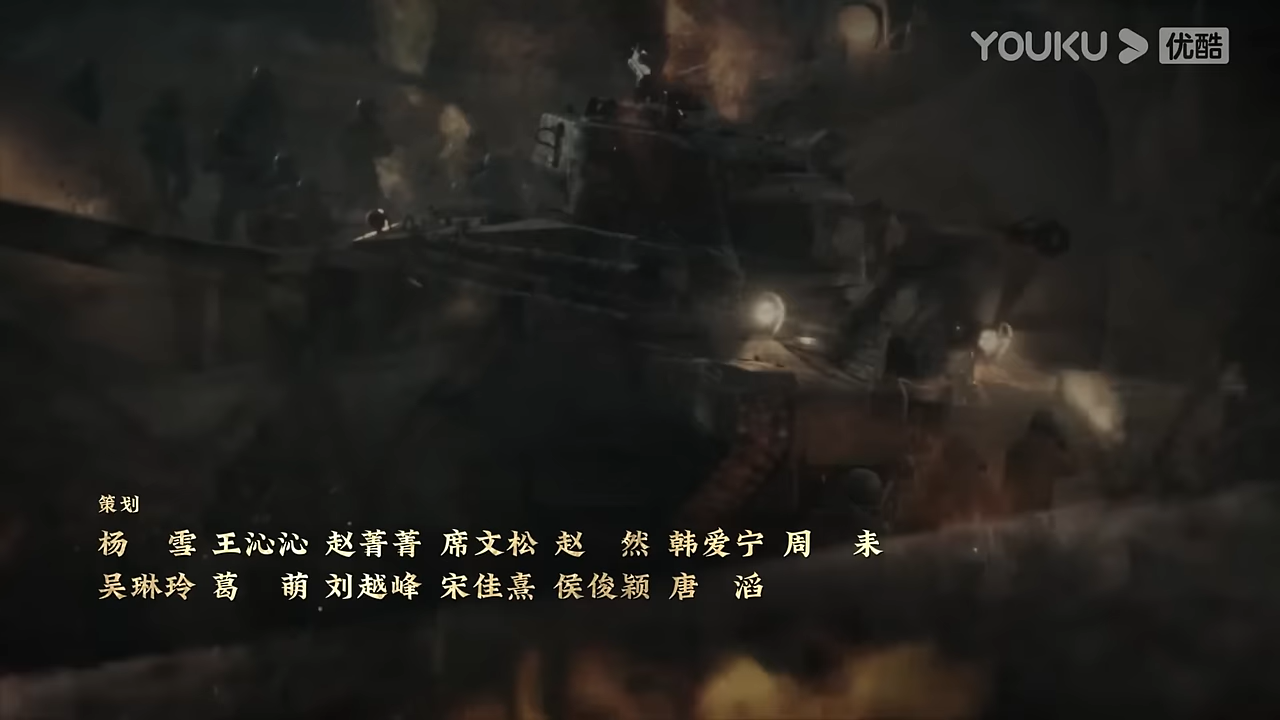 YOUKU 优酷
策划
杨 雪 王沁沁 赵菁菁 席文松 赵 然 韩爱宁 周 耒
吴琳玲 葛 萌 刘越峰 宋佳熹 侯俊颖 唐 滔